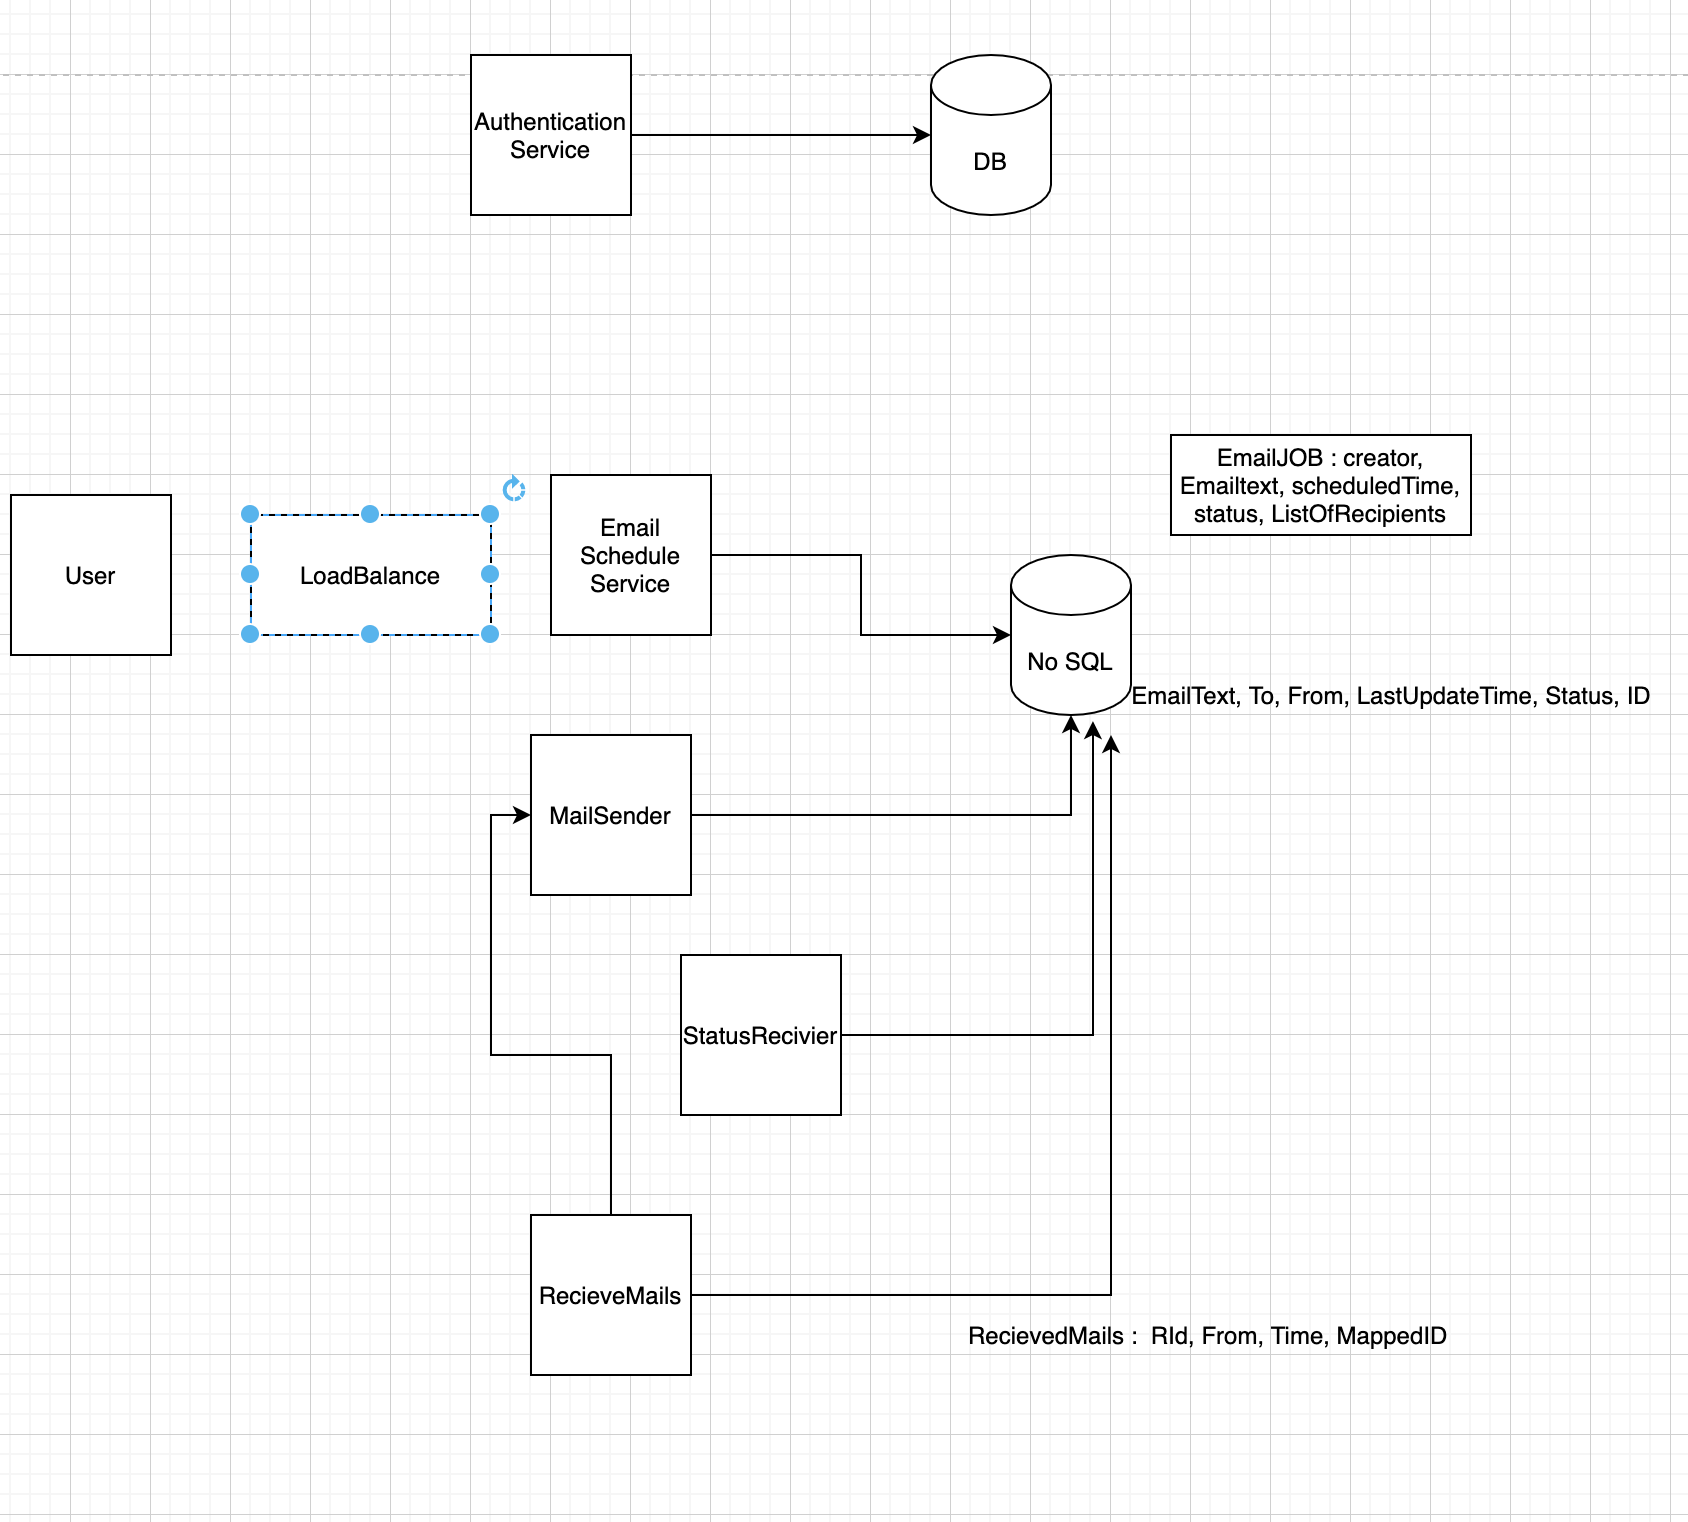 Authentication
Service
DB
EmailJOB : creator,
Emailtext, scheduledTime,
status, ListOfRecipients
User
LoadBalance
Email
Schedule
Service
No SQL
EmailText, To, From, LastUpdateTime, Status, ID
MailSender
StatusRecivier
RecieveMails
RecievedMails :  RId, From, Time, MappedID